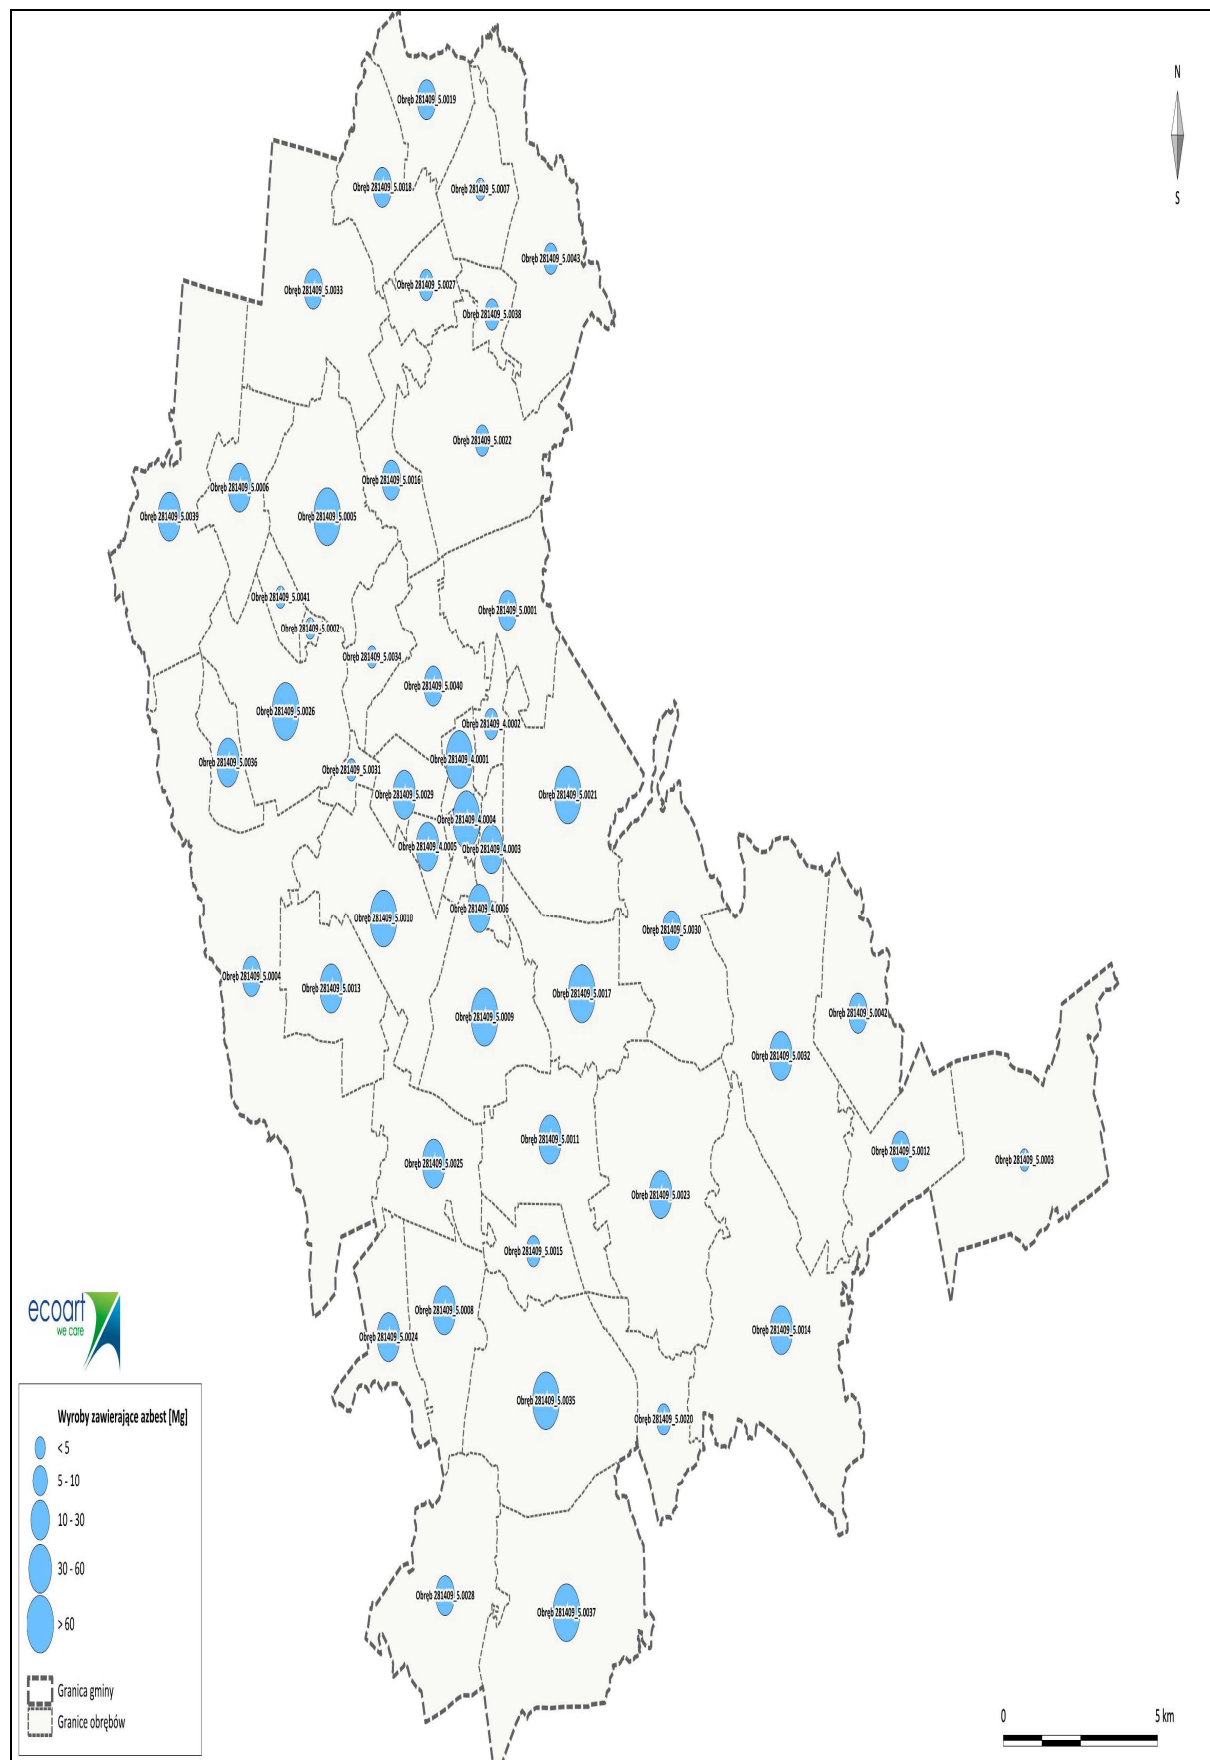 N
S
Obręb 281409_5.0019
Obręb 281409_5.0018
Obręb 281409_5.0007
Obręb 281409_5.0043
Obręb 281409_5.0027
Obręb 281409_5.0033
Obręb 281409_5.0038
Obręb 281409_5.0022
Obręb 281409_5.0016
Obręb 281409_5.0006
Obręb 281409_5.0039
Obręb 281409_5.0005
Obręb 281409_5.0041
Obręb 281409_5.0001
Obręb 281409_5.0002
Obręb 281409_5.0034
Obręb 281409_5.0040
Obręb 281409_5.0026
Obręb 281409_4.0002
Obręb 281409_4.0001
Obręb 281409_5.0036
Obręb 281409_5.0031
Obręb 281409_5.0029
Obręb 281409_5.0021
Obręb 281409_4.0004
Obręb 281409_4.0005
Obręb 281409_4.0003
Obręb 281409_4.0006
Obręb 281409_5.0010
Obręb 281409_5.0030
Obręb 281409_5.0004
Obręb 281409_5.0013
Obręb 281409_5.0017
Obręb 281409_5.0009
Obręb 281409_5.0042
Obręb 281409_5.0032
Obręb 281409_5.0011
Obręb 281409_5.0012
Obręb 281409_5.0003
Obręb 281409_5.0025
Obręb 281409_5.0023
Obręb 281409_5.0015
Obręb 281409_5.0008
Obręb 281409_5.0014
Obręb 281409_5.0024
Obręb 281409_5.0035
Obręb 281409_5.0020
Obręb 281409_5.0028
Obręb 281409_5.0037
ecoart
we care
Wyroby zawierające azbest [Mg]
< 5
5 - 10
10 - 30
30 - 60
> 60
Granica gminy
Granice obrębów
0 5 km